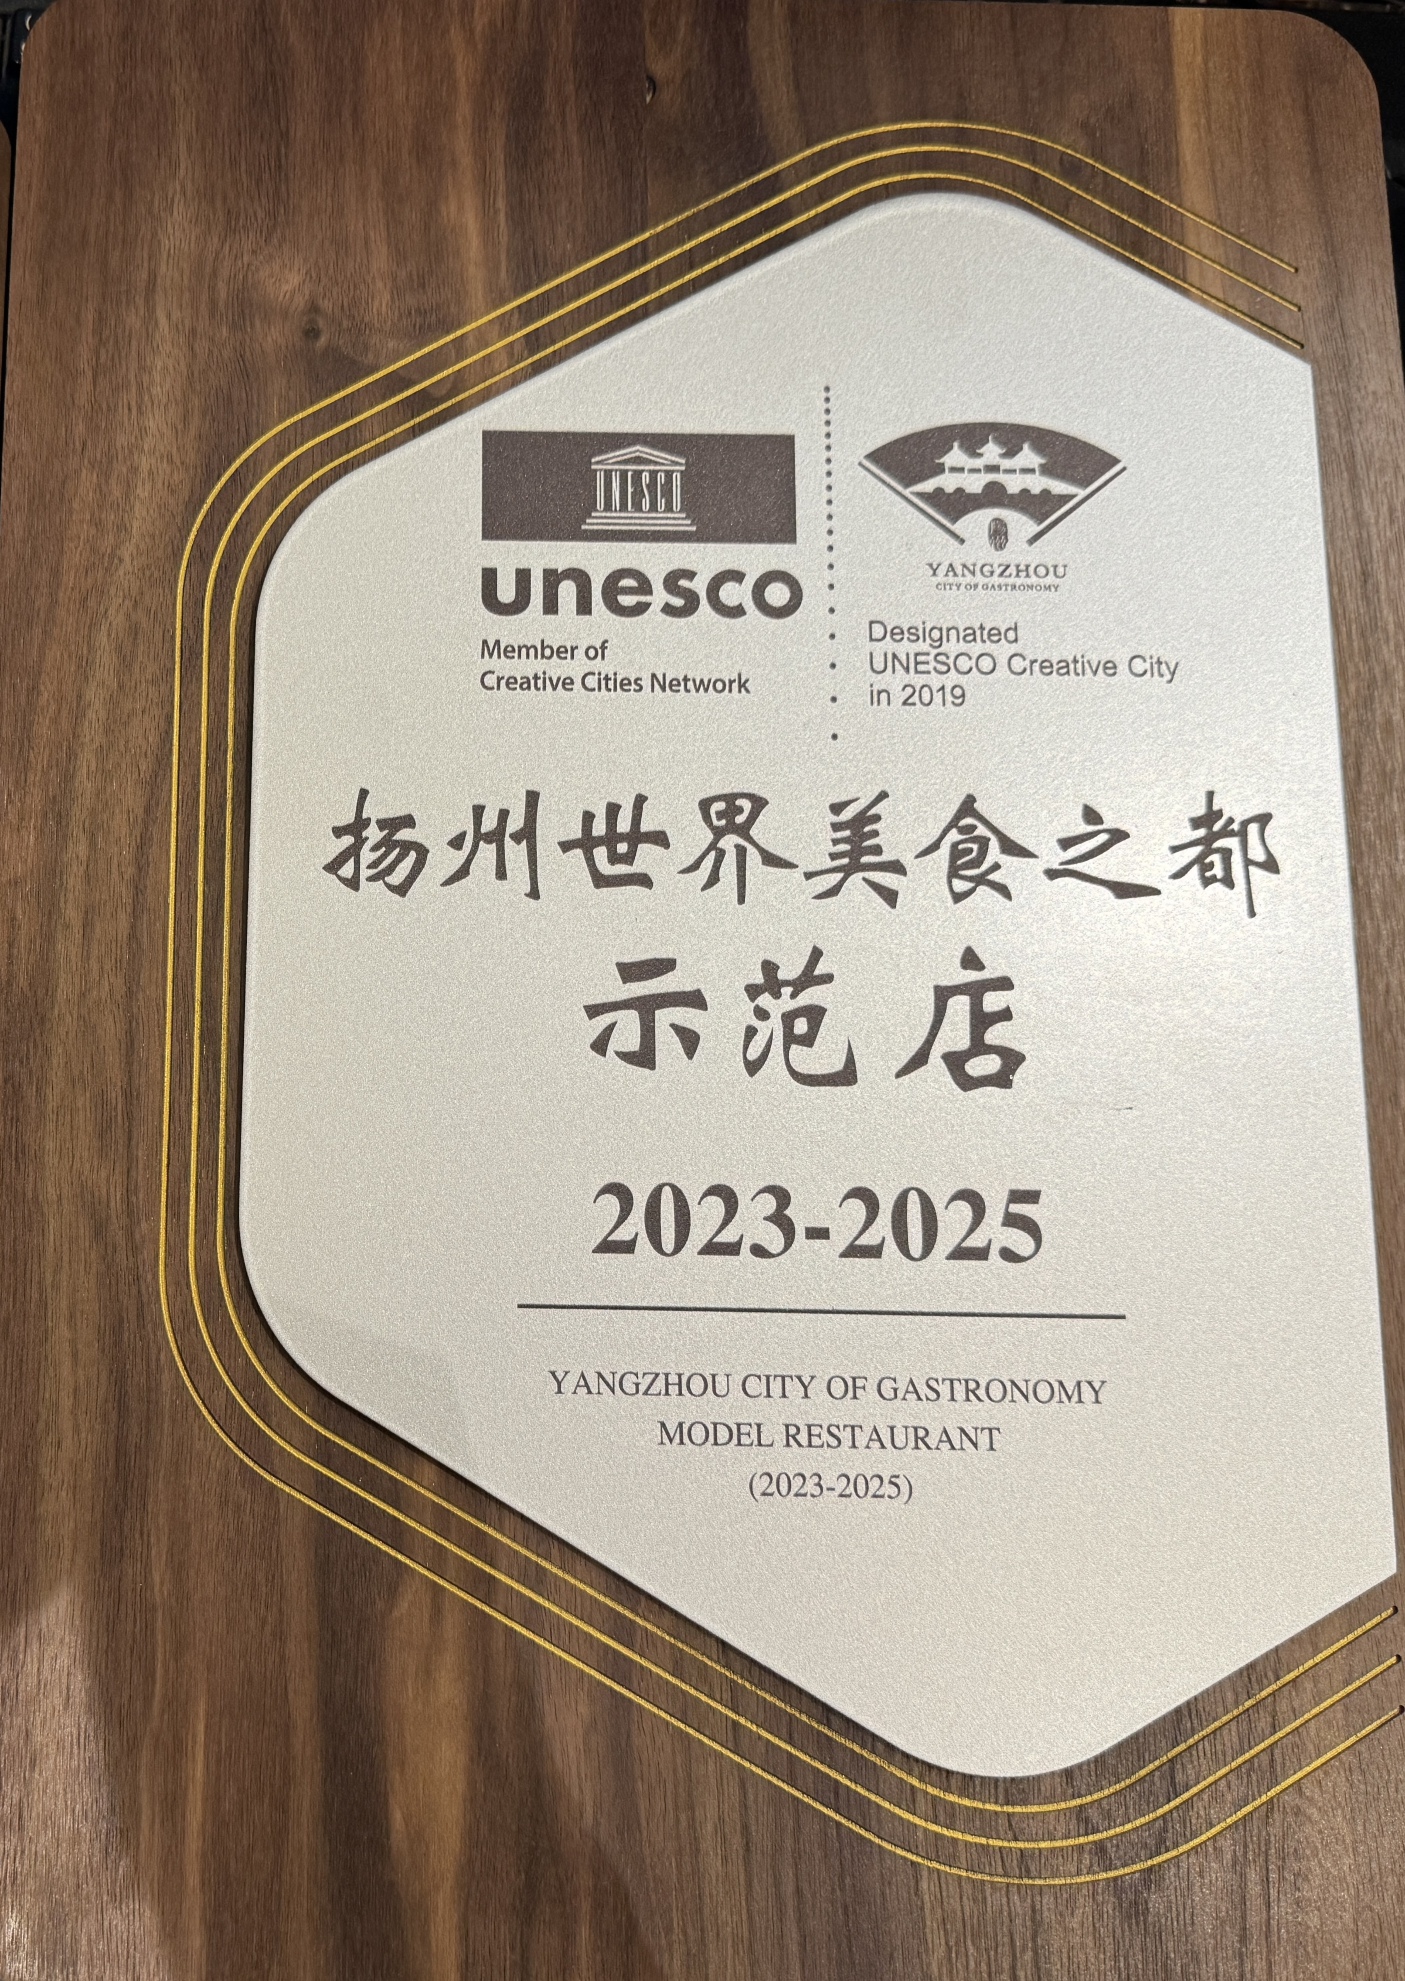 UNESCO
unesco
Member of
Creative Cities Network
YANGZHOU
CITY OF GASTRONOMY
Designated
UNESCO Creative City
in 2019
扬州世界美食之都
示范店
2023-2025
YANGZHOU CITY OF GASTRONOMY
MODEL RESTAURANT
(2023-2025)